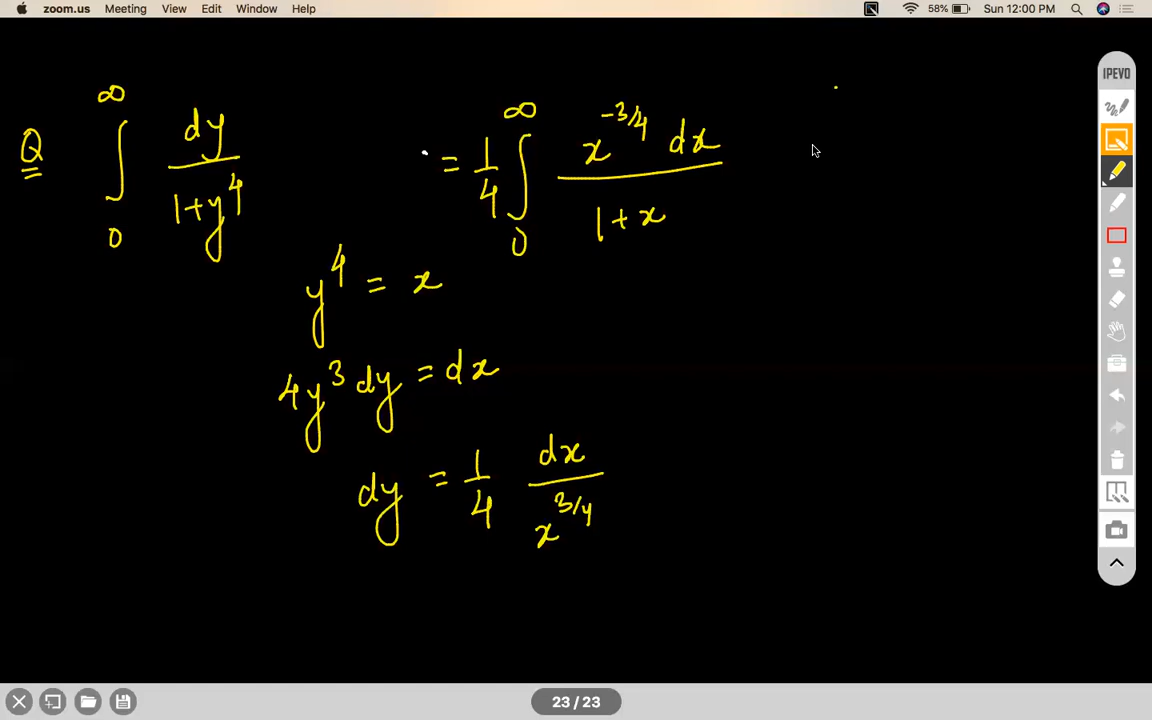 zoom.us Meeting View Edit Window Help 58% Sun 12:00 PM
IPEVO
Q ∫₀^∞ dy/(1+y⁴) = 1/4 ∫₀^∞ x^(-3/4) dx/(1+x)
y⁴ = x
4y³ dy = dx
dy = 1/4 dx/x^(3/4)
23 / 23